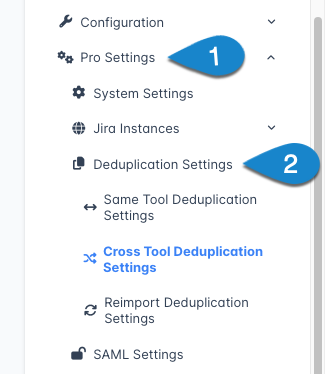 Configuration
Pro Settings
1
System Settings
Jira Instances
Deduplication Settings
2
Same Tool Deduplication
Settings
Cross Tool Deduplication
Settings
Reimport Deduplication
Settings
SAML Settings